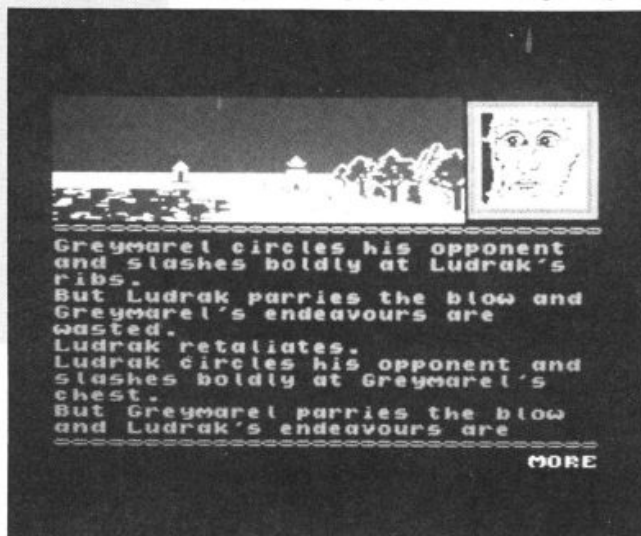 Greymarel circles his opponent
and slashes boldly at Ludrak's
ribs.
But Ludrak parries the blow and
Greymarel's endeavours are
wasted.
Ludrak retaliates.
Ludrak circles his opponent and
slashes boldly at Greymarel's
chest.
But Greymarel parries the blow
and Ludrak's endeavours are
MORE